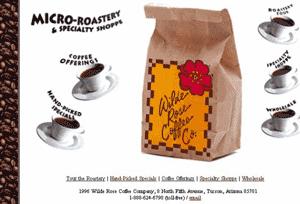 MICRO-ROASTERY
& SPECIALTY SHOPPE
COFFEE
OFFERINGS
HAND-PICKED
SPECIALS
Wilde
Rose
Coffee
Co.
ROASTERY
TOUR
SPECIALTY
SHOPPE
WHOLESALE
Tour the Roastery | Hand-Picked Specials | Coffee Offerings | Specialty Shoppe | Wholesale
1996 Wilde Rose Coffee Company, 8 North Fifth Avenue, Tucson, Arizona 85701
1-888-624-6798 (toll-free) / email